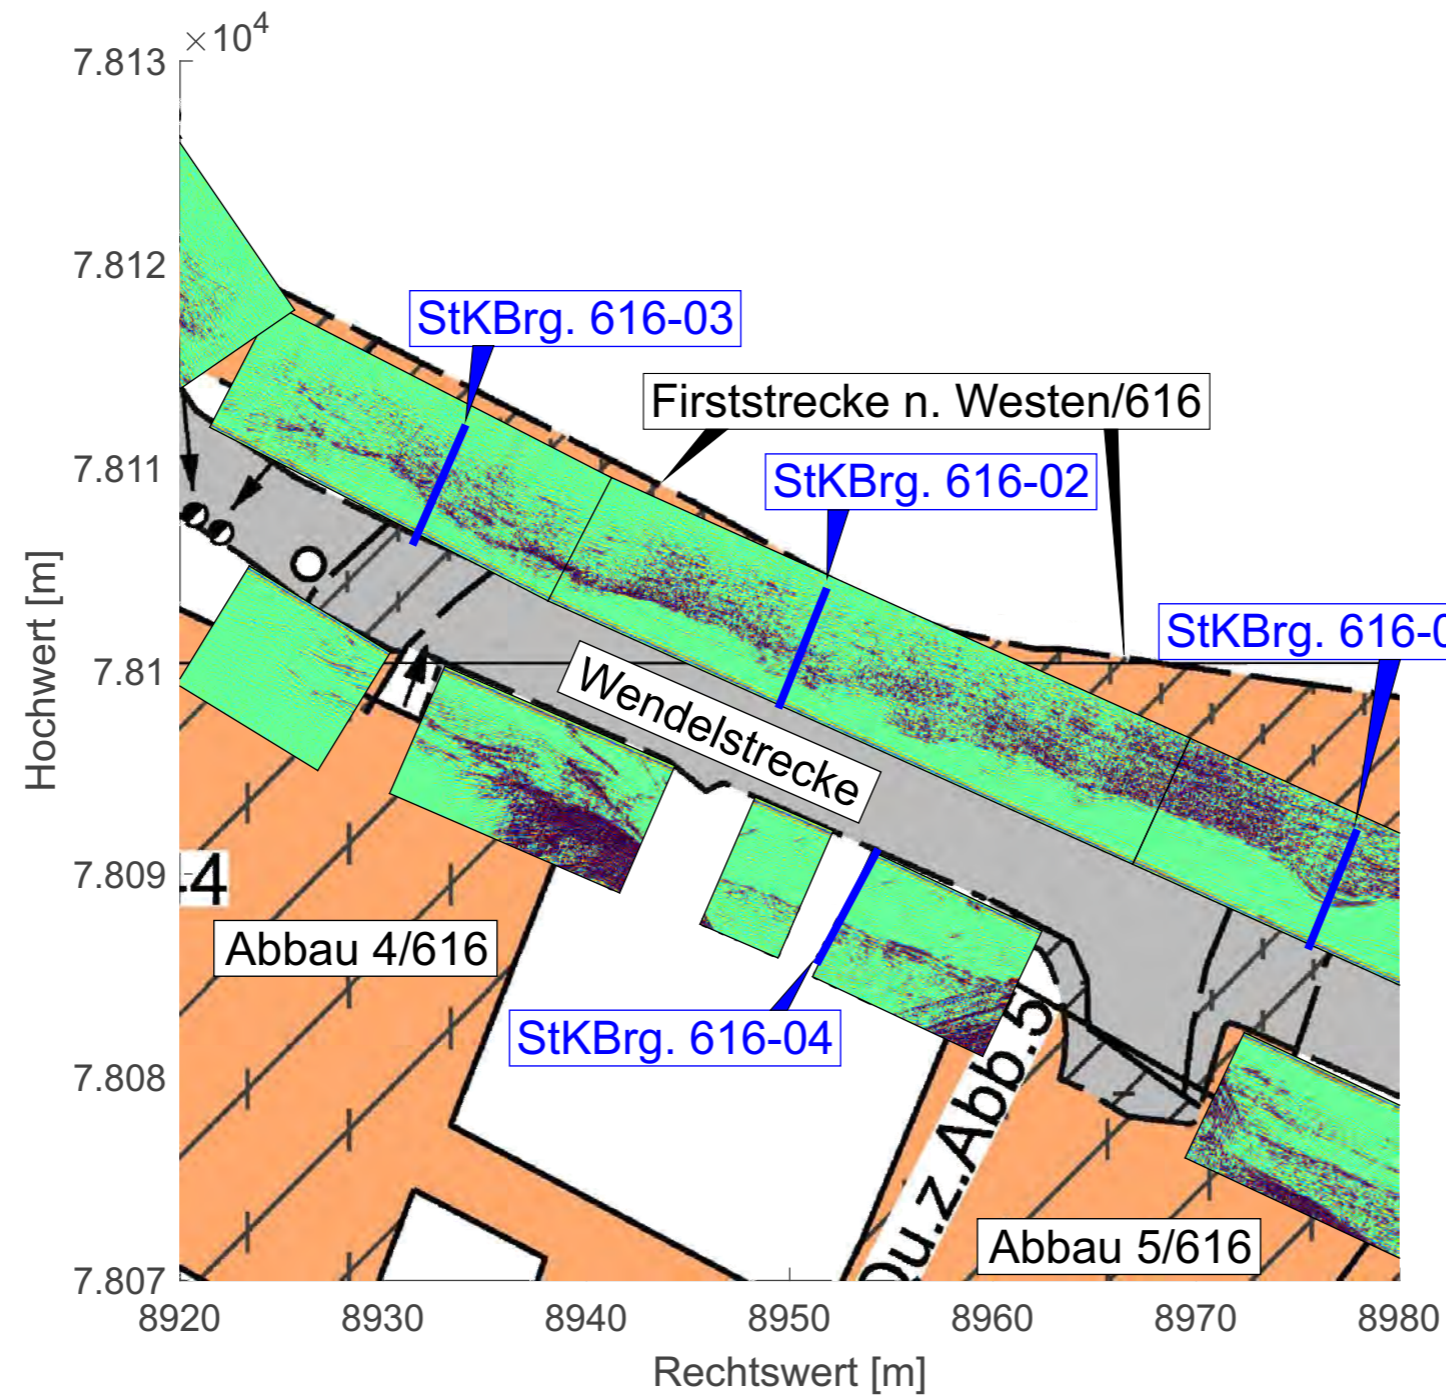 ×10⁴
7.813
7.812
7.811
7.81
7.809
7.808
7.807
Hochwert [m]
StKBrg. 616-03
Firststrecke n. Westen/616
StKBrg. 616-02
StKBrg. 616-0
Wendelstrecke
-4
Abbau 4/616
StKBrg. 616-04
Qu.z.Abb.5
Abbau 5/616
8920 8930 8940 8950 8960 8970 8980
Rechtswert [m]